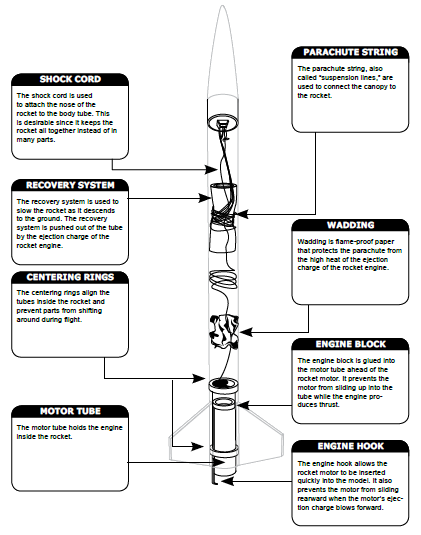 PARACHUTE STRING
The parachute string, also
called "suspension lines," are
used to connect the canopy to
the rocket.
SHOCK CORD
The shock cord is used
to attach the nose of the
rocket to the body tube. This
is desirable since it keeps the
rocket all together instead of in
many parts.
RECOVERY SYSTEM
The recovery system is used to
slow the rocket as it descends
to the ground. The recovery
system is pushed out of the tube
by the ejection charge of the
rocket engine.
WADDING
Wadding is flame-proof paper
that protects the parachute from
the high heat of the ejection
charge of the rocket engine.
CENTERING RINGS
The centering rings align the
tubes inside the rocket and
prevent parts from shifting
around during flight.
ENGINE BLOCK
The engine block is glued into
the motor tube ahead of the
rocket motor. It prevents the
motor from sliding up into the
tube while the engine pro-
duces thrust.
MOTOR TUBE
The motor tube holds the engine
inside the rocket.
ENGINE HOOK
The engine hook allows the
rocket motor to be inserted
quickly into the model. It also
prevents the motor from sliding
rearward when the motor's ejec-
tion charge blows forward.